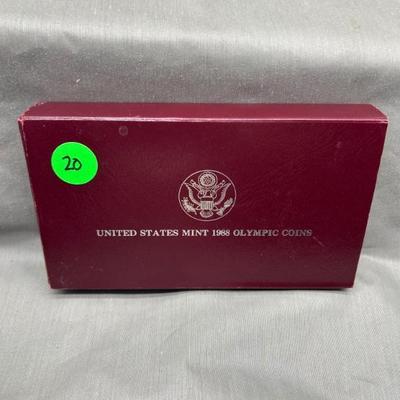 20
UNITED STATES MINT 1988 OLYMPIC COINS